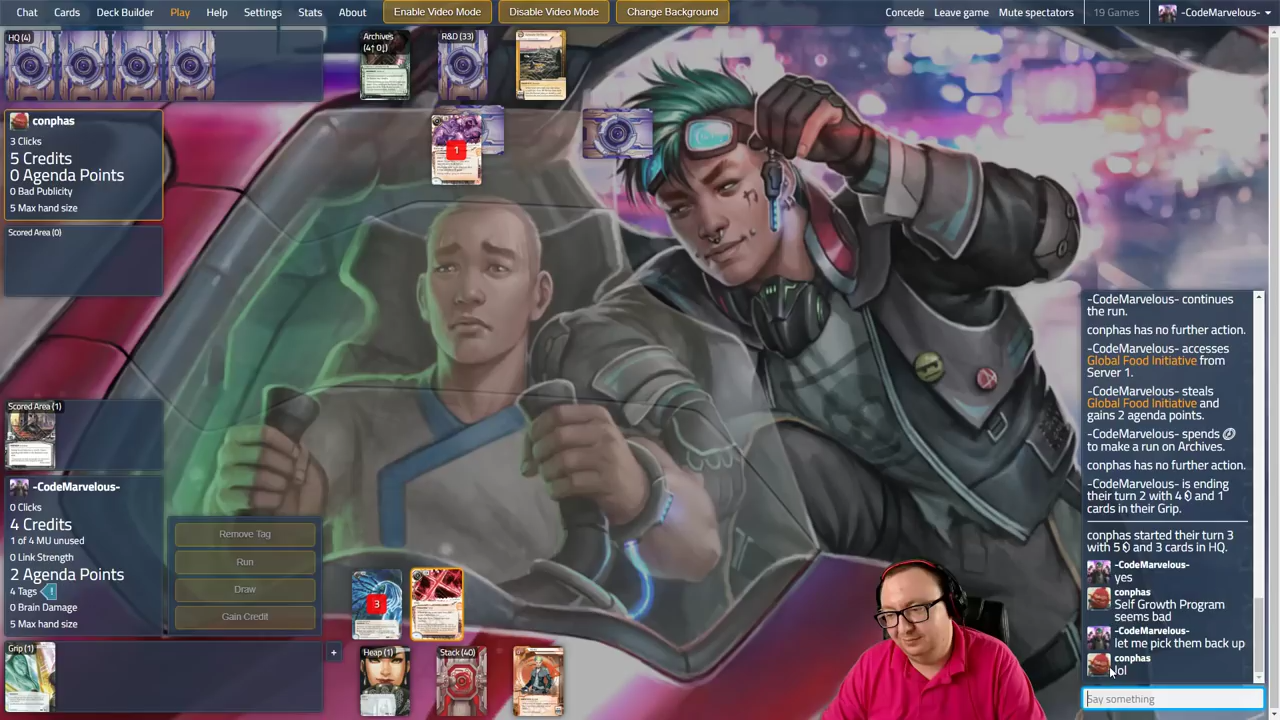 Chat Cards Deck Builder Play Help Settings Stats About Enable Video Mode Disable Video Mode Change Background Concede Leave game Mute spectators 19 Games -CodeMarvelous-
HQ (4)
Archives
(4↑ 0↓)
R&D (33)
conphas
3 Clicks
5 Credits
Agenda Points
0 Bad Publicity
5 Max hand size
1
Scored Area (0)
Scored Area (1)
-CodeMarvelous-
0 Clicks
4 Credits
1 of 4 MU unused
0 Link Strength
2 Agenda Points
Tag
!
0 Brain Damage
Max hand size
Remove Tag
Run
Draw
Gain Credit
3
Grip (1)
+
Heap (1)
Stack (40)
-CodeMarvelous- continues
the run.
conphas has no further action.
-CodeMarvelous- accesses
Global Food Initiative from
Server 1.
-CodeMarvelous- steals
Global Food Initiative and
gains 2 agenda points.
-CodeMarvelous- spends
to make a run on Archives.
conphas has no further action.
-CodeMarvelous- is ending
their turn 2 with 4 and 1
cards in their Grip.
conphas started their turn 3
with 5 and 3 cards in HQ.
-CodeMarvelous-
yes
conphas
seems bad
-CodeMarvelous-
let me pick them back up
conphas
Say something